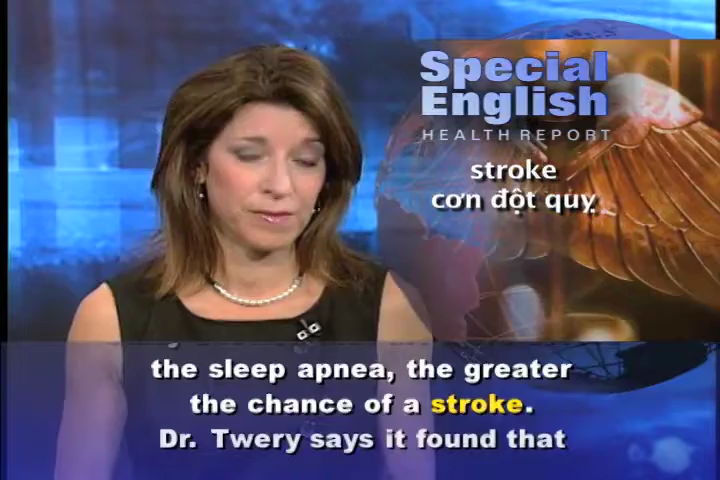 Special
English
HEALTH REPORT
stroke
cơn đột quỵ
the sleep apnea, the greater
the chance of a stroke.
Dr. Twery says it found that